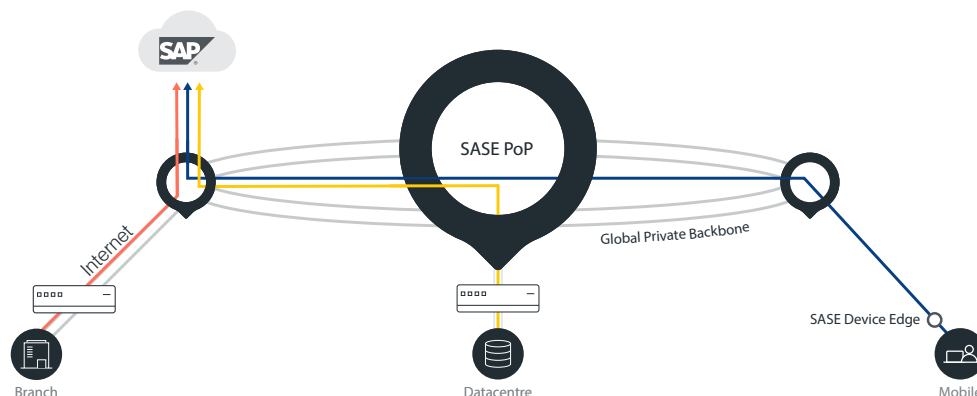 SAP
SASE PoP
Global Private Backbone
Internet
SASE Device Edge
Branch
Datacentre
Mobile